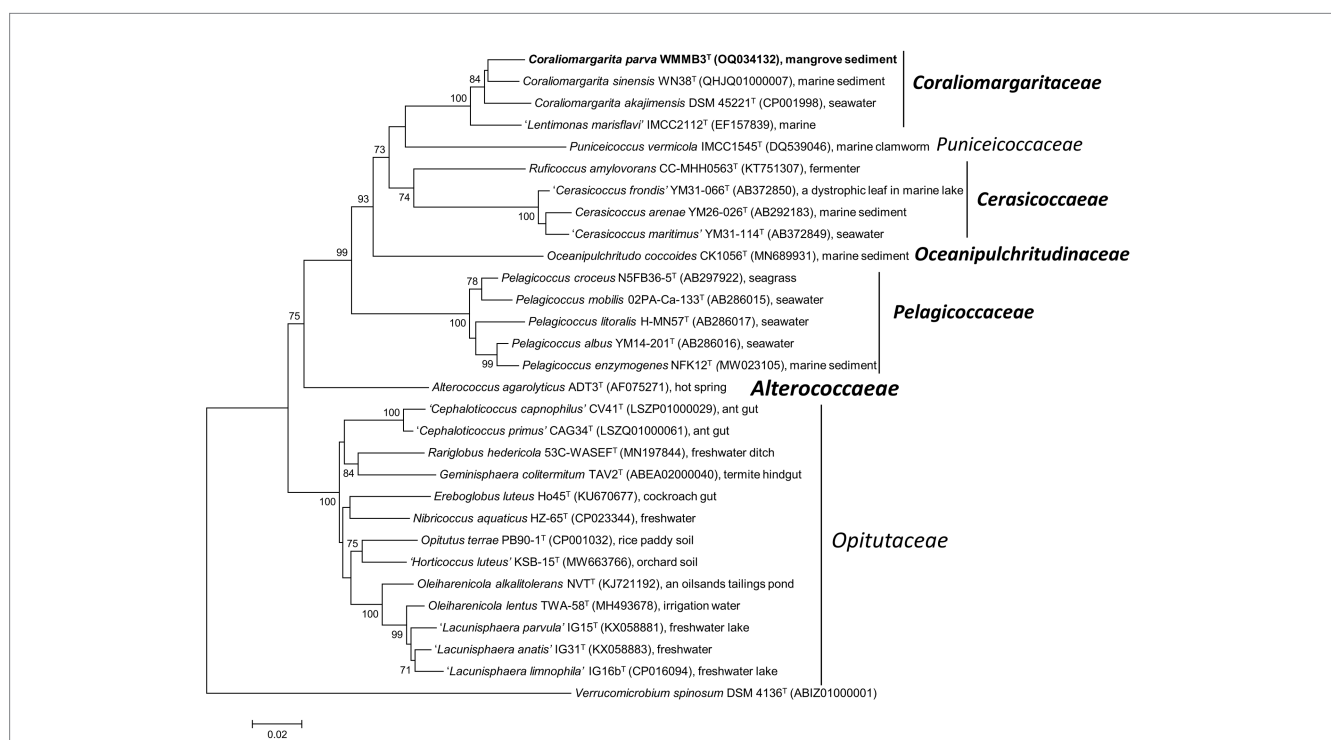 Coraliomargarita parva WMMB3ᵀ (OQ034132), mangrove sediment
Coraliomargarita sinensis WN38ᵀ (QHJQ01000007), marine sediment
Coraliomargarita akajimensis DSM 45221ᵀ (CP001998), seawater
'Lentimonas marisflavi' IMCC2112ᵀ (EF157839), marine
Coraliomargaritaceae
Puniceicoccus vermicola IMCC1545ᵀ (DQ539046), marine clamworm
Puniceicoccaceae
Ruficoccus amylovorans CC-MHH0563ᵀ (KT751307), fermenter
'Cerasicoccus frondis' YM31-066ᵀ (AB372850), a dystrophic leaf in marine lake
Cerasicoccus arenae YM26-026ᵀ (AB292183), marine sediment
'Cerasicoccus maritimus' YM31-114ᵀ (AB372849), seawater
Cerasicoccaeae
Oceanipulchritudo coccoides CK1056ᵀ (MN689931), marine sediment
Oceanipulchritudinaceae
Pelagicoccus croceus N5FB36-5ᵀ (AB297922), seagrass
Pelagicoccus mobilis 02PA-Ca-133ᵀ (AB286015), seawater
Pelagicoccus litoralis H-MN57ᵀ (AB286017), seawater
Pelagicoccus albus YM14-201ᵀ (AB286016), seawater
Pelagicoccus enzymogenes NFK12ᵀ (MW023105), marine sediment
Pelagicoccaceae
Alterococcus agarolyticus ADT3ᵀ (AF075271), hot spring
Alterococcaeae
'Cephaloticoccus capnophilus' CV41ᵀ (LSZP01000029), ant gut
'Cephaloticoccus primus' CAG34ᵀ (LSZQ01000061), ant gut
Rariglobus hedericola 53C-WASEFᵀ (MN197844), freshwater ditch
Geminisphaera colitermitum TAV2ᵀ (ABEA02000040), termite hindgut
Ereboglobus luteus Ho45ᵀ (KU670677), cockroach gut
Nibricoccus aquaticus HZ-65ᵀ (CP023344), freshwater
Opitutus terrae PB90-1ᵀ (CP001032), rice paddy soil
'Horticoccus luteus' KSB-15ᵀ (MW663766), orchard soil
Oleiharenicola alkalitolerans NVTᵀ (KJ721192), an oilsands tailings pond
Oleiharenicola lentus TWA-58ᵀ (MH493678), irrigation water
'Lacunisphaera parvula' IG15ᵀ (KX058881), freshwater lake
'Lacunisphaera anatis' IG31ᵀ (KX058883), freshwater
'Lacunisphaera limnophila' IG16bᵀ (CP016094), freshwater lake
Opitutaceae
Verrucomicrobium spinosum DSM 4136ᵀ (ABIZ01000001)
84
100
73
74
100
93
99
78
100
99
75
100
84
100
75
100
99
71
0.02